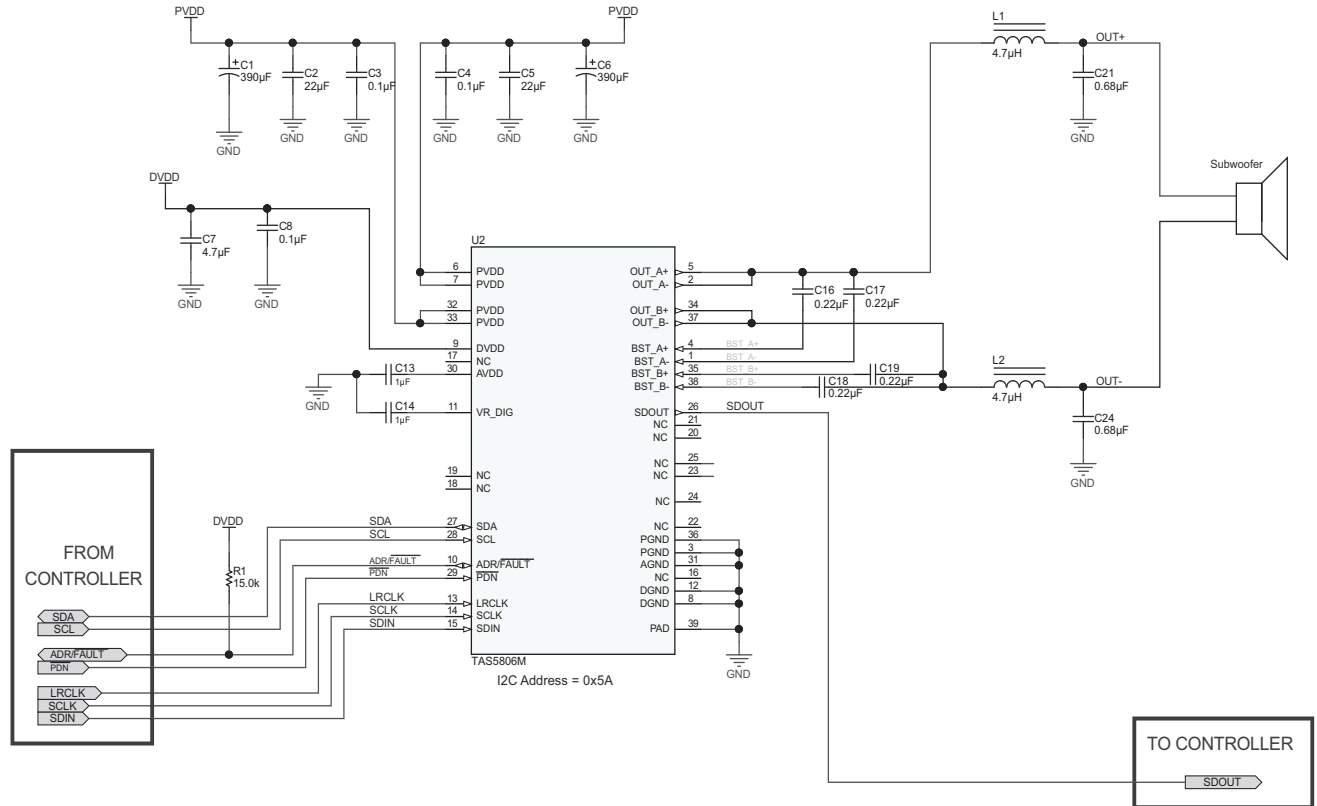 PVDD
PVDD
L1
4.7µH
OUT+
C1
390µF
C2
22µF
C3
0.1µF
C4
0.1µF
C5
22µF
C6
390µF
C21
0.68µF
GND
GND
GND
GND
GND
GND
GND
Subwoofer
DVDD
C7
4.7µF
C8
0.1µF
GND
GND
U2
6 PVDD
7 PVDD
32 PVDD
33 PVDD
9 DVDD
17 NC
30 AVDD
11 VR_DIG
19 NC
18 NC
27 SDA
28 SCL
10 ADR/FAULT
29 PDN
13 LRCLK
14 SCLK
15 SDIN
OUT_A+ 5
OUT_A- 2
OUT_B+ 34
OUT_B- 37
BST_A+ 4 BST_A+
BST_A- 1 BST_A-
BST_B+ 35 BST_B+
BST_B- 38 BST_B-
SDOUT 26 SDOUT
NC 21
NC 20
NC 25
NC 23
NC 24
NC 22
PGND 36
PGND 3
AGND 31
NC 16
DGND 12
DGND 8
PAD 39
GND
TAS5806M
I2C Address = 0x5A
C16
0.22µF
C17
0.22µF
C19
0.22µF
C18
0.22µF
L2
4.7µH
OUT-
C24
0.68µF
GND
C13
1µF
C14
1µF
GND
SDA
SCL
ADR/FAULT
PDN
LRCLK
SCLK
SDIN
DVDD
R1
15.0k
FROM
CONTROLLER
SDA
SCL
ADR/FAULT
PDN
LRCLK
SCLK
SDIN
TO CONTROLLER
SDOUT